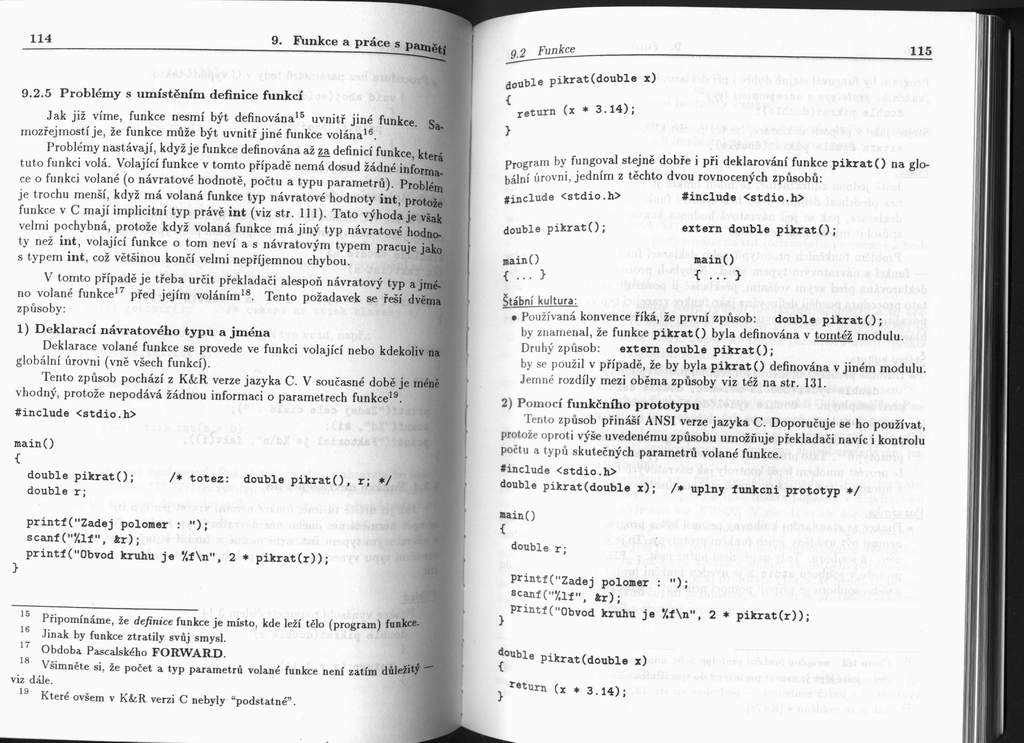 114
9. Funkce a práce s pamětí
9.2.5 Problémy s umístěním definice funkcí
Jak již víme, funkce nesmí být definována15 uvnitř jiné funkce. Sa-
mozřejmostí je, že funkce může být uvnitř jiné funkce volána16.
Problémy nastávají, když je funkce definována až za definicí funkce, která
tuto funkci volá. Volající funkce v tomto případě nemá dosud žádné informa-
ce o funkci volané (o návratové hodnotě, počtu a typu parametrů). Problém
je trochu menší, když má volaná funkce typ návratové hodnoty int, protože
funkce v C mají implicitní typ právě int (viz str. 111). Tato výhoda je však
velmi pochybná, protože když volaná funkce má jiný typ návratové hodno-
ty než int, volající funkce o tom neví a s návratovým typem pracuje jako
s typem int, což většinou končí velmi nepříjemnou chybou.
V tomto případě je třeba určit překladači alespoň návratový typ a jmé-
no volané funkce17 před jejím voláním18. Tento požadavek se řeší dvěma
způsoby:
1) Deklarací návratového typu a jména
Deklarace volané funkce se provede ve funkci volající nebo kdekoliv na
globální úrovni (vně všech funkcí).
Tento způsob pochází z K&R verze jazyka C. V současné době je méně
vhodný, protože nepodává žádnou informaci o parametrech funkce19.
#include <stdio.h>
main()
{
double pikrat(); /* totez: double pikrat(), r; */
double r;
printf("Zadej polomer : ");
scanf("%lf", &r);
printf("Obvod kruhu je %f\n", 2 * pikrat(r));
}
15 Připomínáme, že definice funkce je místo, kde leží tělo (program) funkce.
16 Jinak by funkce ztratily svůj smysl.
17 Obdoba Pascalského FORWARD.
18 Všimněte si, že počet a typ parametrů volané funkce není zatím důležitý —
viz dále.
19 Které ovšem v K&R verzi C nebyly "podstatné".
9.2 Funkce
115
double pikrat(double x)
{
return (x * 3.14);
}
Program by fungoval stejně dobře i při deklarování funkce pikrat() na glo-
bální úrovni, jedním z těchto dvou rovnocených způsobů:
#include <stdio.h> #include <stdio.h>
double pikrat(); extern double pikrat();
main() main()
{ ... } { ... }
Štábní kultura:
• Používaná konvence říká, že první způsob: double pikrat();
by znamenal, že funkce pikrat() byla definována v tomtéž modulu.
Druhý způsob: extern double pikrat();
by se použil v případě, že by byla pikrat() definována v jiném modulu.
Jemné rozdíly mezi oběma způsoby viz též na str. 131.
2) Pomocí funkčního prototypu
Tento způsob přináší ANSI verze jazyka C. Doporučuje se ho používat,
protože oproti výše uvedenému způsobu umožňuje překladači navíc i kontrolu
počtu a typů skutečných parametrů volané funkce.
#include <stdio.h>
double pikrat(double x); /* uplny funkcni prototyp */
main()
{
double r;
printf("Zadej polomer : ");
scanf("%lf", &r);
printf("Obvod kruhu je %f\n", 2 * pikrat(r));
}
double pikrat(double x)
{
return (x * 3.14);
}